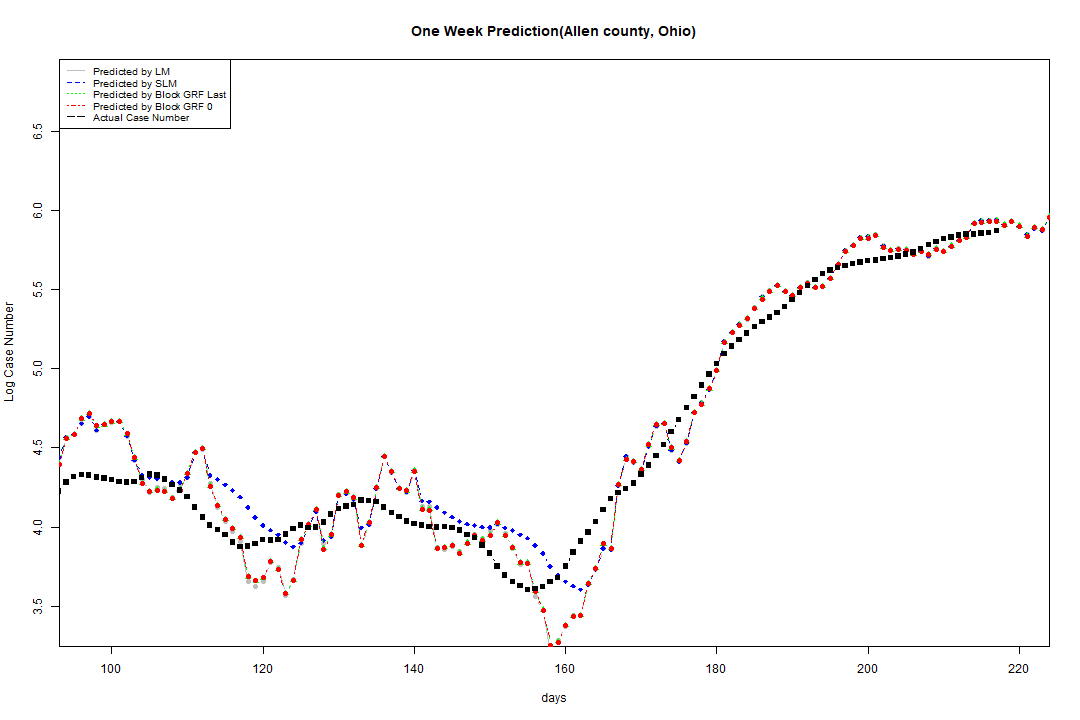 One Week Prediction(Allen county, Ohio)
Predicted by LM
Predicted by SLM
Predicted by Block GRF Last
Predicted by Block GRF 0
Actual Case Number
6.5
6.0
5.5
5.0
4.5
4.0
3.5
Log Case Number
100 120 140 160 180 200 220
days